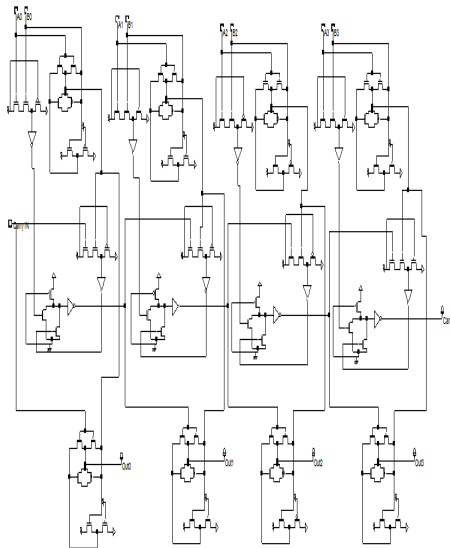 A0 B0
A1 B1
A2 B2
A3 B3
Carry IN
Car
Out0
Out1
Out2
Out3